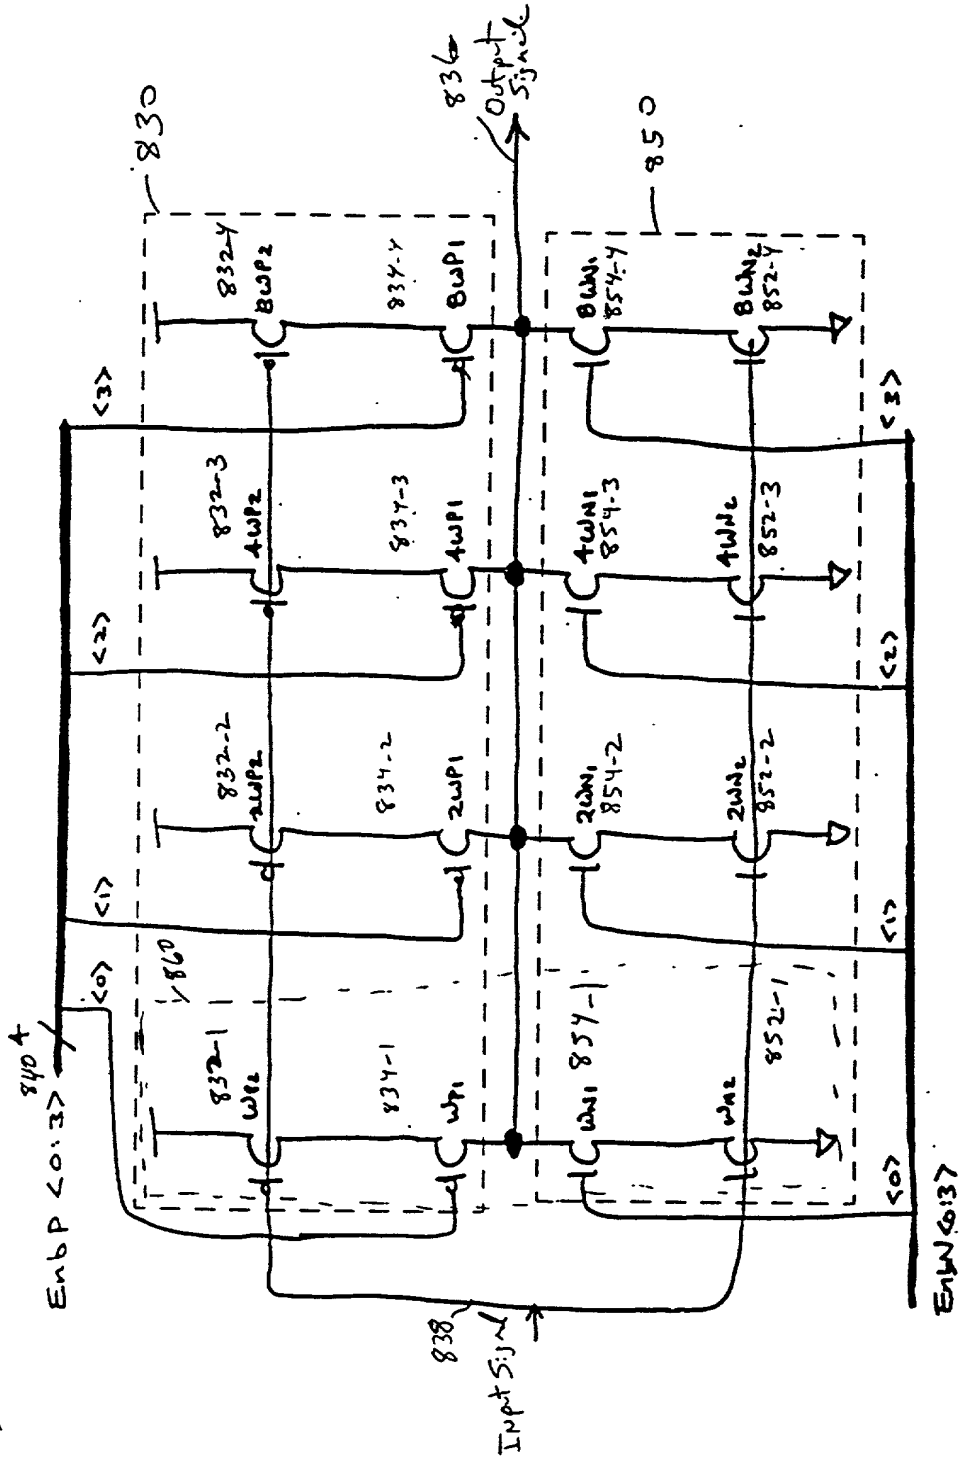 EnbP <0:3>
840 4
<0>
<1>
<2>
<3>
830
860
832-1
WP2
832-2
2WP2
832-3
4WP2
832-4
8WP2
834-1
WP1
834-2
2WP1
834-3
4WP1
834-4
8WP1
838
Input Signal
836
Output
Signal
WN1
854-1
2WN1
854-2
4WN1
854-3
8WN1
854-4
850
WN2
852-1
2WN2
852-2
4WN2
852-3
8WN2
852-4
<0>
<1>
<2>
<3>
EnbN<0:3>